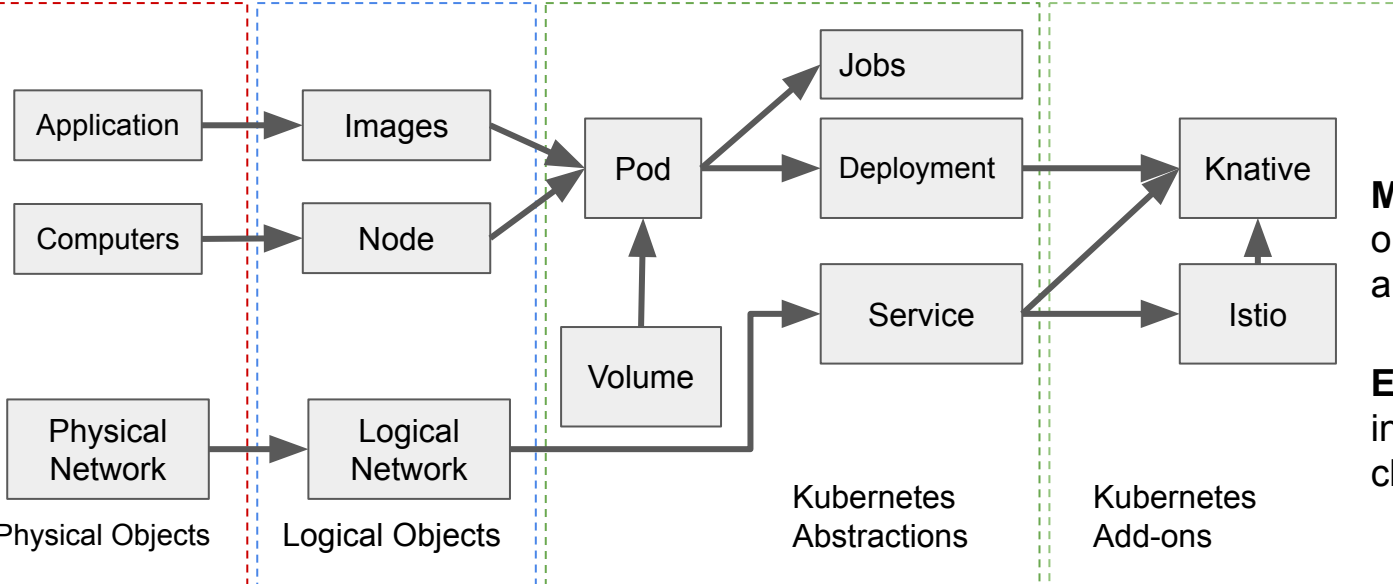 Application
Computers
Physical
Network
Physical Objects
Images
Node
Logical
Network
Logical Objects
Pod
Volume
Jobs
Deployment
Service
Kubernetes
Abstractions
Knative
Istio
Kubernetes
Add-ons